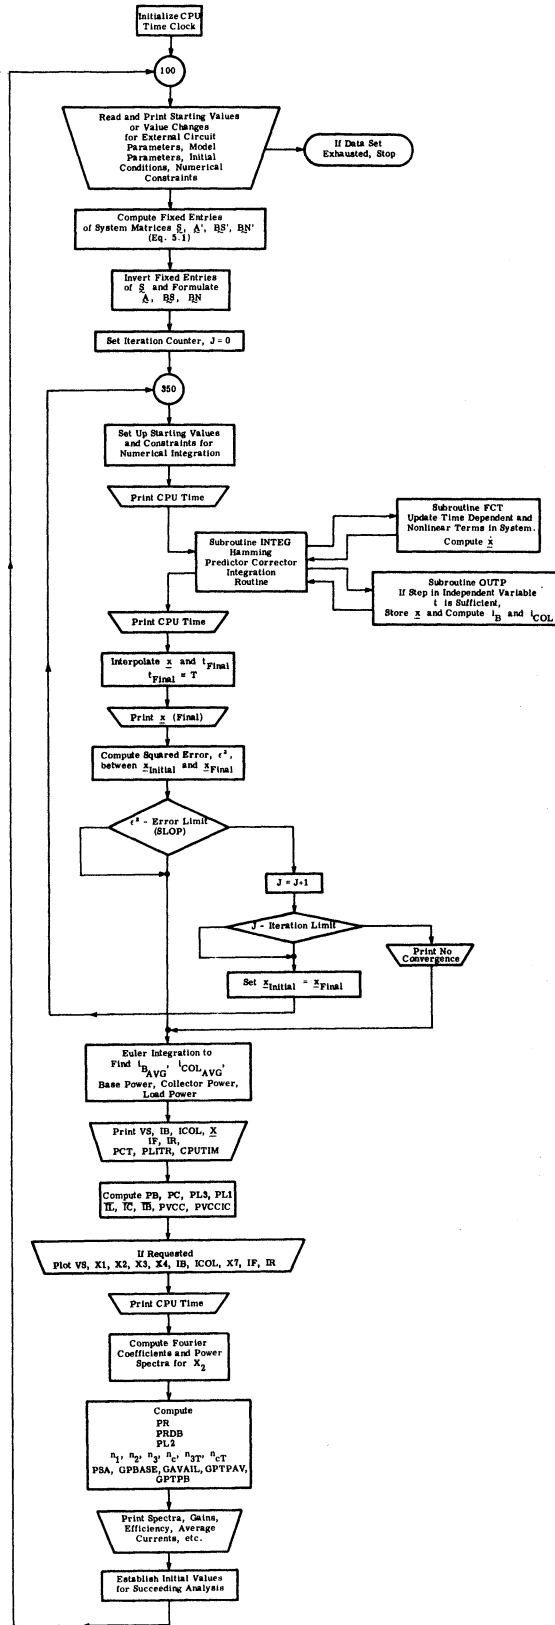 Initialize CPU
Time Clock
100
Read and Print Starting Values
or Value Changes
for External Circuit
Parameters, Model
Parameters, Initial
Conditions, Numerical
Constraints
If Data Set
Exhausted, Stop
Compute Fixed Entries
of System Matrices S, A', BS', BN'
(Eq. 5.1)
Invert Fixed Entries
of S and Formulate
A, BS, BN
Set Iteration Counter, J = 0
350
Set Up Starting Values
and Constraints for
Numerical Integration
Print CPU Time
Subroutine INTEG
Hamming
Predictor Corrector
Integration
Routine
Subroutine FCT
Update Time Dependent and
Nonlinear Terms in System.
Compute ẋ
Subroutine OUTP
If Step in Independent Variable
t is Sufficient,
Store x and Compute i_B and i_COL
Print CPU Time
Interpolate x and t_Final
t_Final = T
Print x (Final)
Compute Squared Error, ε²,
between x_Initial and x_Final
ε² - Error Limit
(SLOP)
J = J+1
J - Iteration Limit
Print No
Convergence
Set x_Initial = x_Final
Euler Integration to
Find i_B_AVG, i_COL_AVG,
Base Power, Collector Power,
Load Power
Print VS, IB, ICOL, X
IF, IR,
PCT, PLITR, CPUTIM
Compute PB, PC, PL3, PL1
I̅L̅, I̅C̅, I̅B̅, PVCC, PVCCIC
If Requested
Plot VS, X1, X2, X3, X4, IB, ICOL, X7, IF, IR
Print CPU Time
Compute Fourier
Coefficients and Power
Spectra for X₂
Compute
PR
PRDB
PL2
n₁, n₂, n₃, n_c, n_3T, n_cT
PSA, GPBASE, GAVAIL, GPTPAV,
GPTPB
Print Spectra, Gains,
Efficiency, Average
Currents, etc.
Establish Initial Values
for Succeeding Analysis